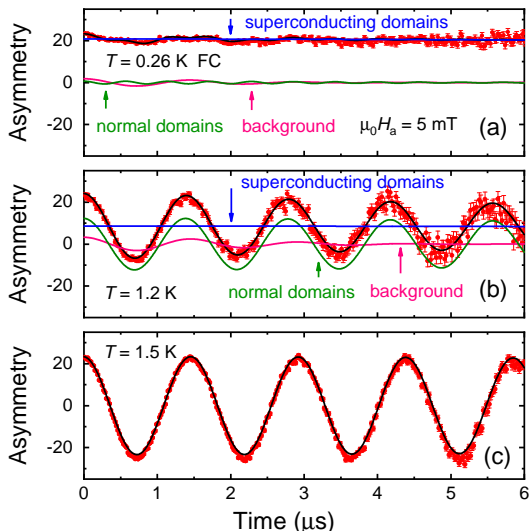 Asymmetry
20
0
-20
superconducting domains
T = 0.26 K FC
normal domains
background
μ₀Hₐ = 5 mT
(a)
Asymmetry
20
0
-20
superconducting domains
T = 1.2 K
normal domains
background
(b)
Asymmetry
20
0
-20
T = 1.5 K
(c)
0 1 2 3 4 5 6
Time (μs)